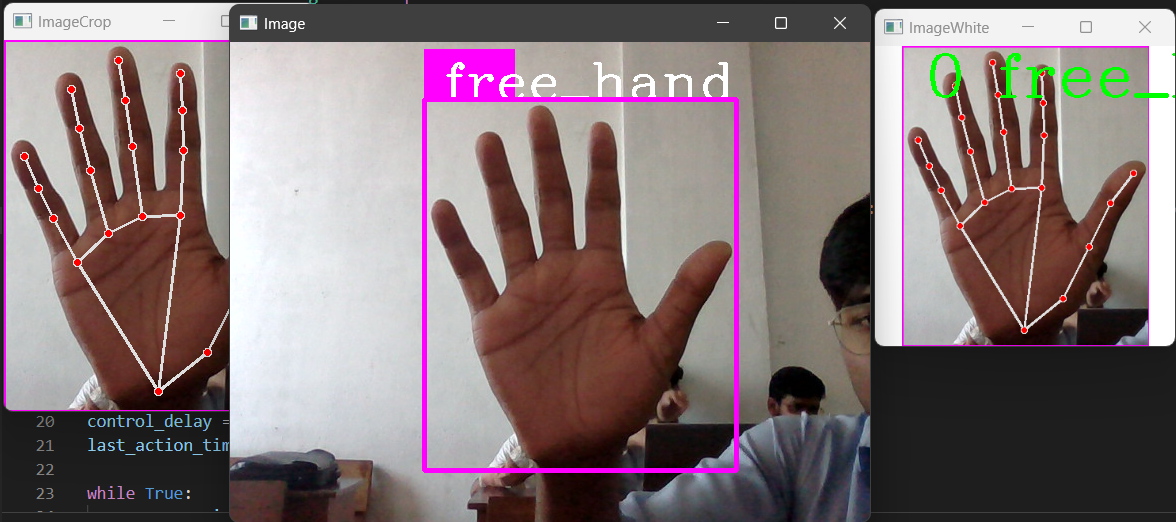 ImageCrop
Image
ImageWhite
free_hand
0 free_
20 control_delay =
21 last_action_tim
22
23 while True: